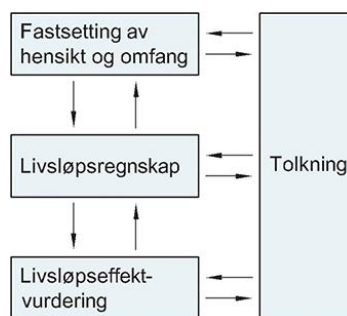 Fastsetting av
hensikt og omfang
Livsløpsregnskap
Tolkning
Livsløpseffekt-
vurdering